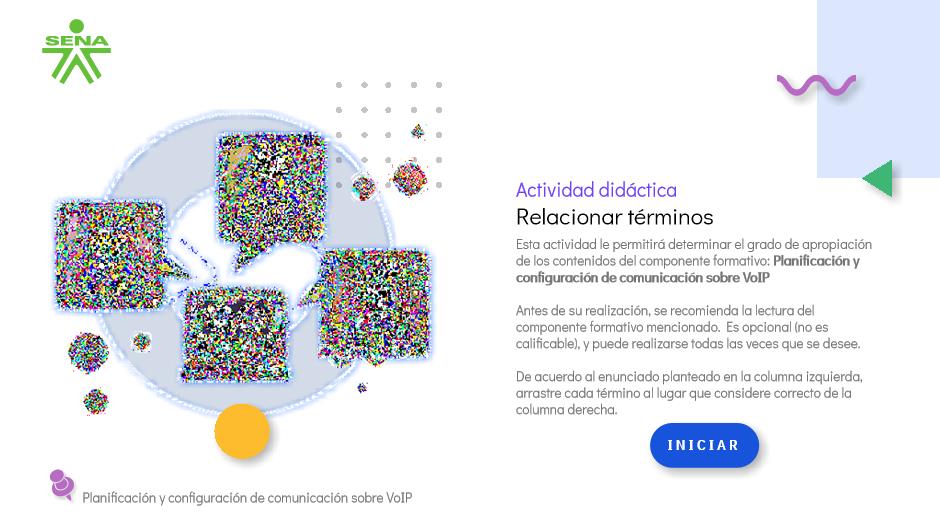 SENA
Actividad didáctica
Relacionar términos
Esta actividad le permitirá determinar el grado de apropiación
de los contenidos del componente formativo: Planificación y
configuración de comunicación sobre VoIP
Antes de su realización, se recomienda la lectura del
componente formativo mencionado. Es opcional (no es
calificable), y puede realizarse todas las veces que se desee.
De acuerdo al enunciado planteado en la columna izquierda,
arrastre cada término al lugar que considere correcto de la
columna derecha.
INICIAR
Planificación y configuración de comunicación sobre VoIP